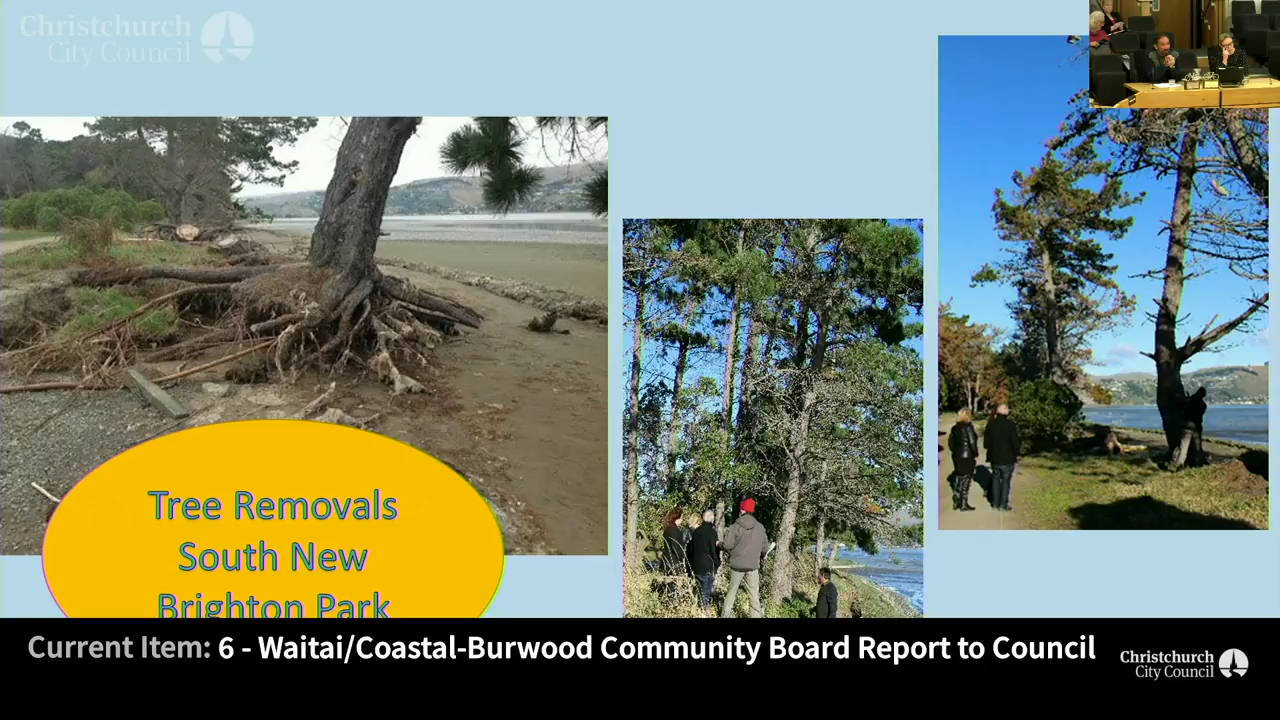 Christchurch
City Council
Tree Removals
South New
Brighton Park
Current Item: 6 - Waitai/Coastal-Burwood Community Board Report to Council
Christchurch
City Council